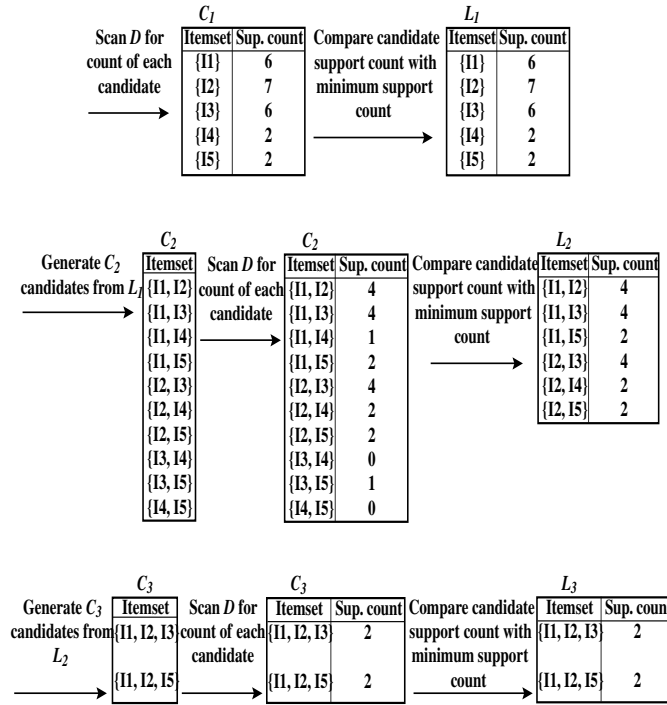 C1
L1
Scan D for
count of each
candidate
Itemset Sup. count
{I1} 6
{I2} 7
{I3} 6
{I4} 2
{I5} 2
Compare candidate
support count with
minimum support
count
Itemset Sup. count
{I1} 6
{I2} 7
{I3} 6
{I4} 2
{I5} 2
Generate C2
candidates from L1
C2
Itemset
{I1, I2}
{I1, I3}
{I1, I4}
{I1, I5}
{I2, I3}
{I2, I4}
{I2, I5}
{I3, I4}
{I3, I5}
{I4, I5}
Scan D for
count of each
candidate
C2
Itemset Sup. count
{I1, I2} 4
{I1, I3} 4
{I1, I4} 1
{I1, I5} 2
{I2, I3} 4
{I2, I4} 2
{I2, I5} 2
{I3, I4} 0
{I3, I5} 1
{I4, I5} 0
Compare candidate
support count with
minimum support
count
L2
Itemset Sup. count
{I1, I2} 4
{I1, I3} 4
{I1, I5} 2
{I2, I3} 4
{I2, I4} 2
{I2, I5} 2
Generate C3
candidates from
L2
C3
Itemset
{I1, I2, I3}
{I1, I2, I5}
Scan D for
count of each
candidate
C3
Itemset Sup. count
{I1, I2, I3} 2
{I1, I2, I5} 2
Compare candidate
support count with
minimum support
count
L3
Itemset Sup. count
{I1, I2, I3} 2
{I1, I2, I5} 2